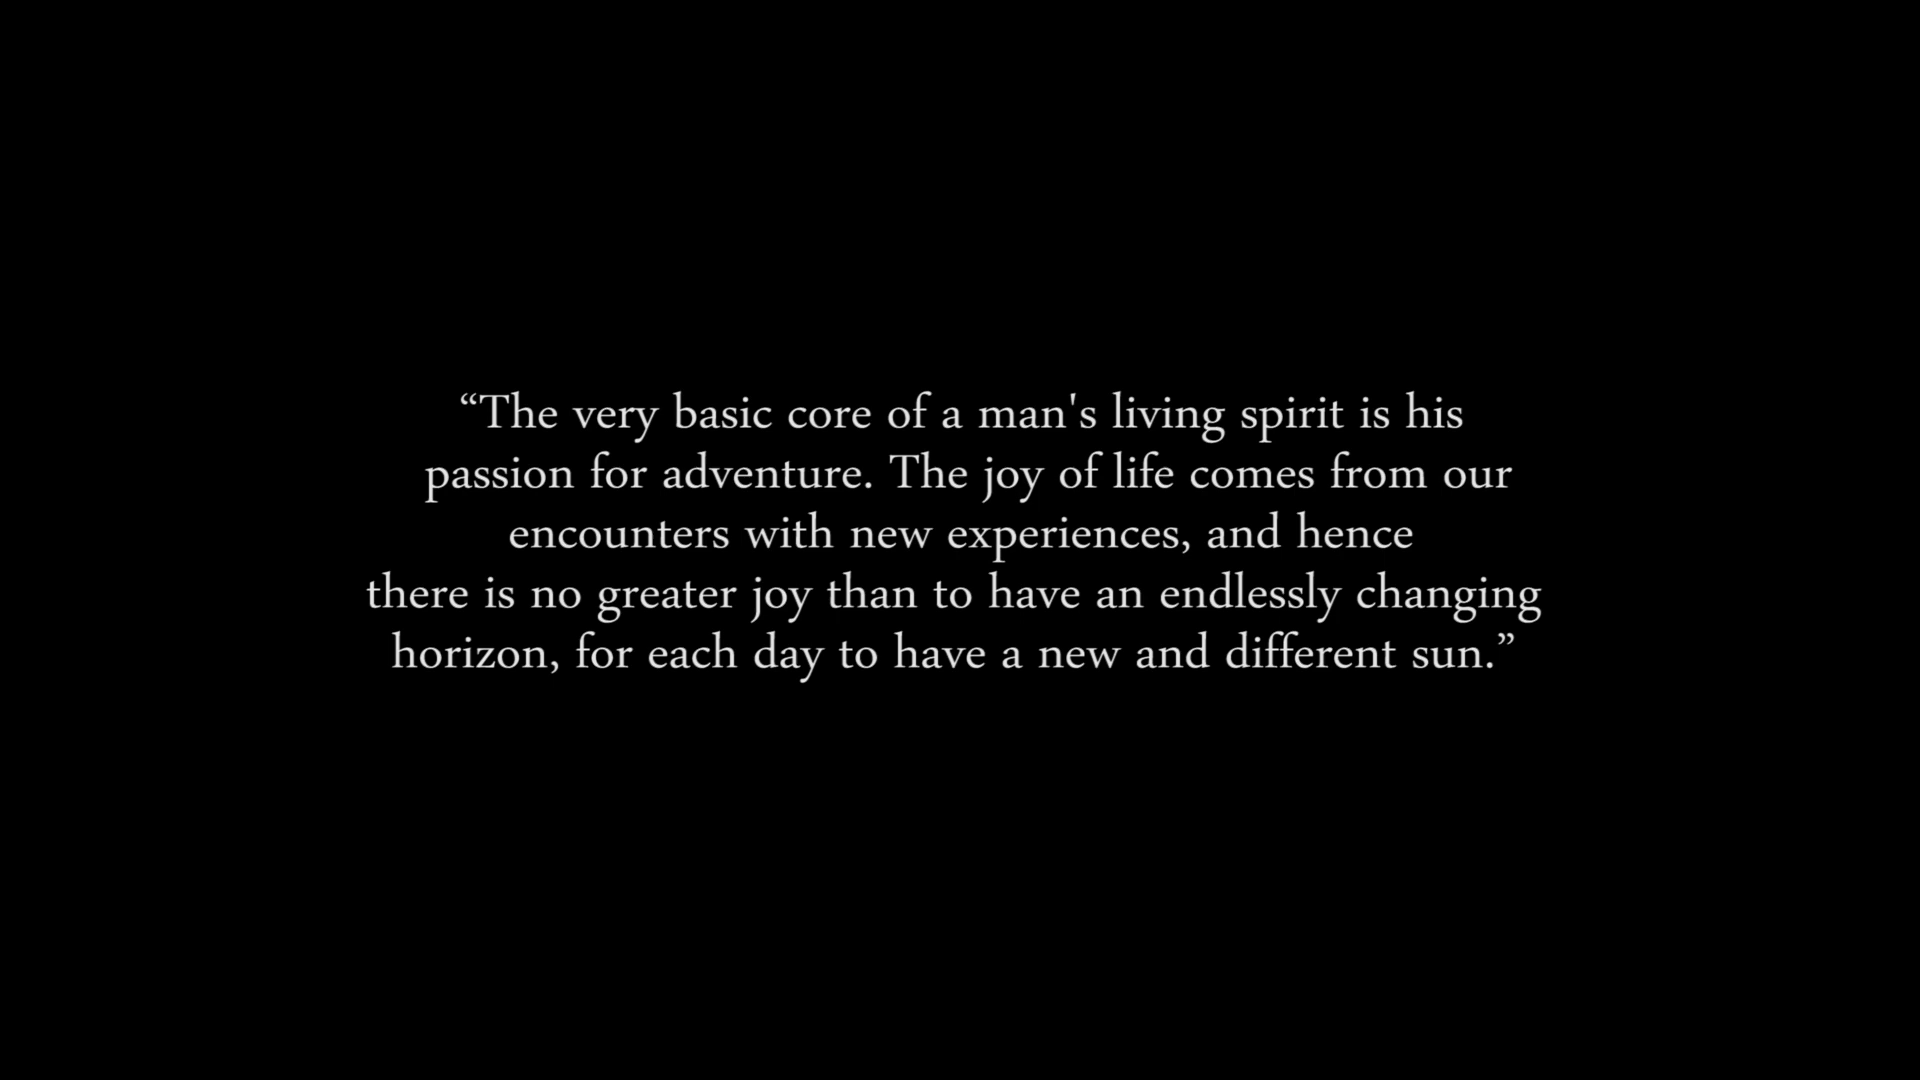 “The very basic core of a man's living spirit is his
passion for adventure. The joy of life comes from our
encounters with new experiences, and hence
there is no greater joy than to have an endlessly changing
horizon, for each day to have a new and different sun.”